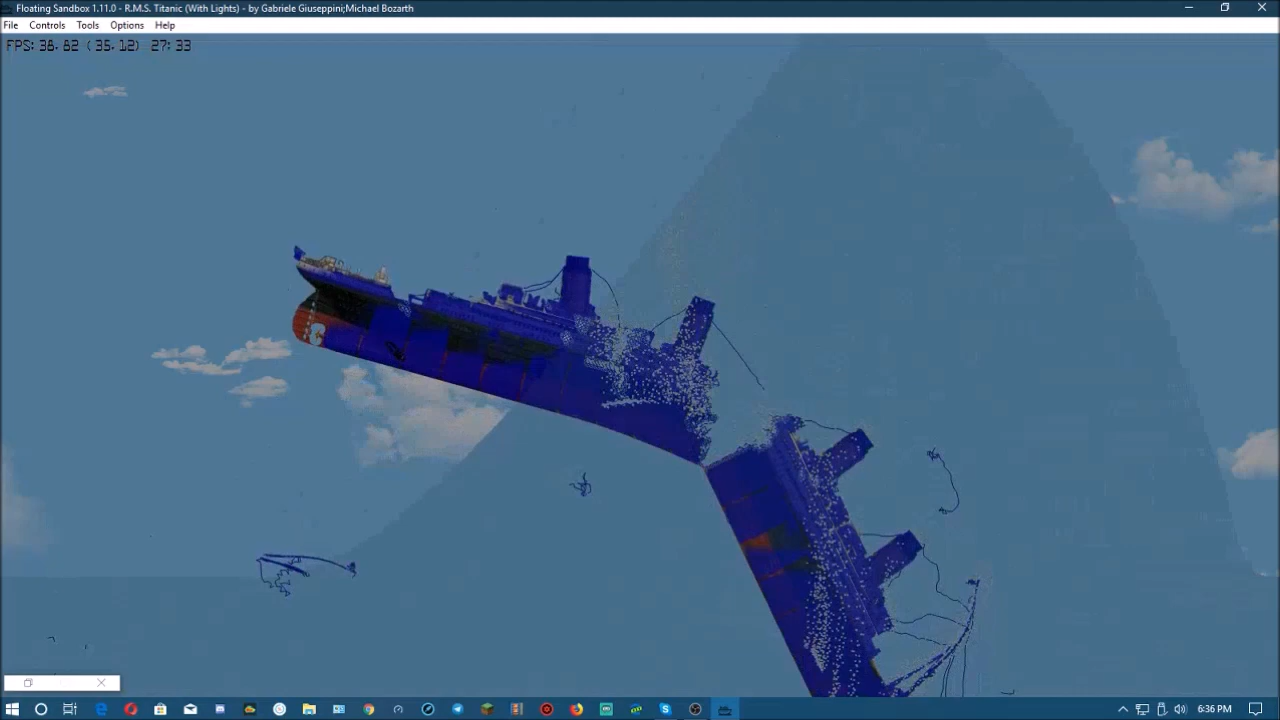 Floating Sandbox 1.11.0 - R.M.S. Titanic (With Lights) - by Gabriele Giuseppini;Michael Bozarth
File Controls Tools Options Help
FPS: 38.82 (35.12) 27:33
6:36 PM